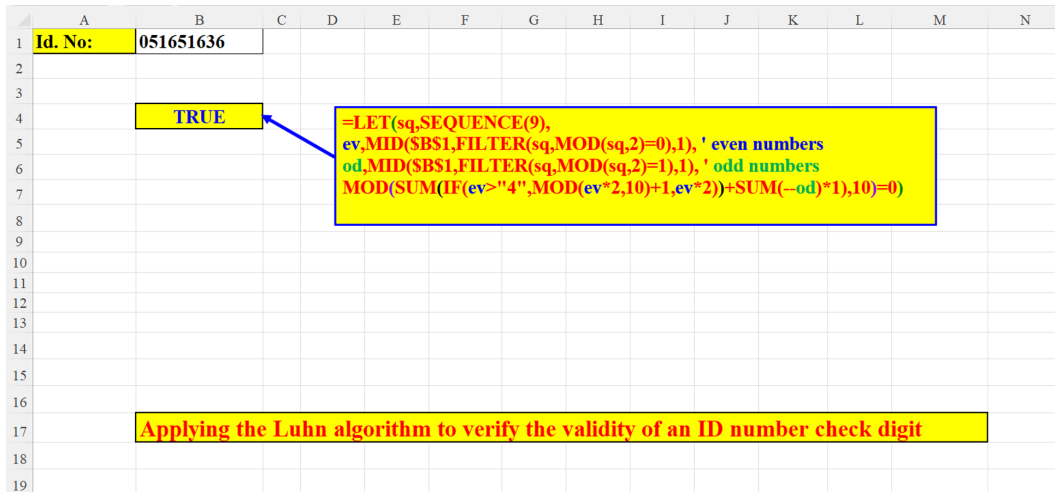 A B C D E F G H I J K L M N
1 Id. No: 051651636
2
3
4 TRUE
=LET(sq,SEQUENCE(9),
5 ev,MID($B$1,FILTER(sq,MOD(sq,2)=0),1), ' even numbers
6 od,MID($B$1,FILTER(sq,MOD(sq,2)=1),1), ' odd numbers
7 MOD(SUM(IF(ev>"4",MOD(ev*2,10)+1,ev*2))+SUM(--od)*1),10)=0)
8
9
10
11
12
13
14
15
16
17 Applying the Luhn algorithm to verify the validity of an ID number check digit
18
19